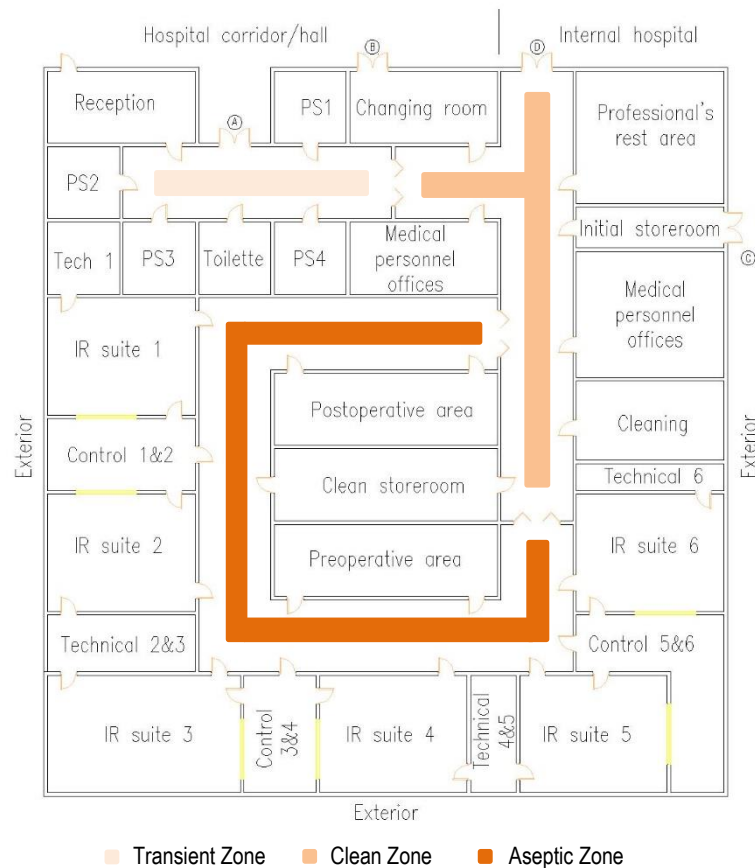 Hospital corridor/hall
Internal hospital
B
D
Reception
PS1
Changing room
Professional's
rest area
A
PS2
Initial storeroom
Tech 1
PS3
Toilette
PS4
Medical
personnel
offices
C
Medical
personnel
offices
IR suite 1
Postoperative area
Cleaning
Exterior
Exterior
Control 1&2
Clean storeroom
Technical 6
IR suite 2
Preoperative area
IR suite 6
Technical 2&3
Control 5&6
IR suite 3
Control
3&4
IR suite 4
Technical
4&5
IR suite 5
Exterior
Transient Zone
Clean Zone
Aseptic Zone